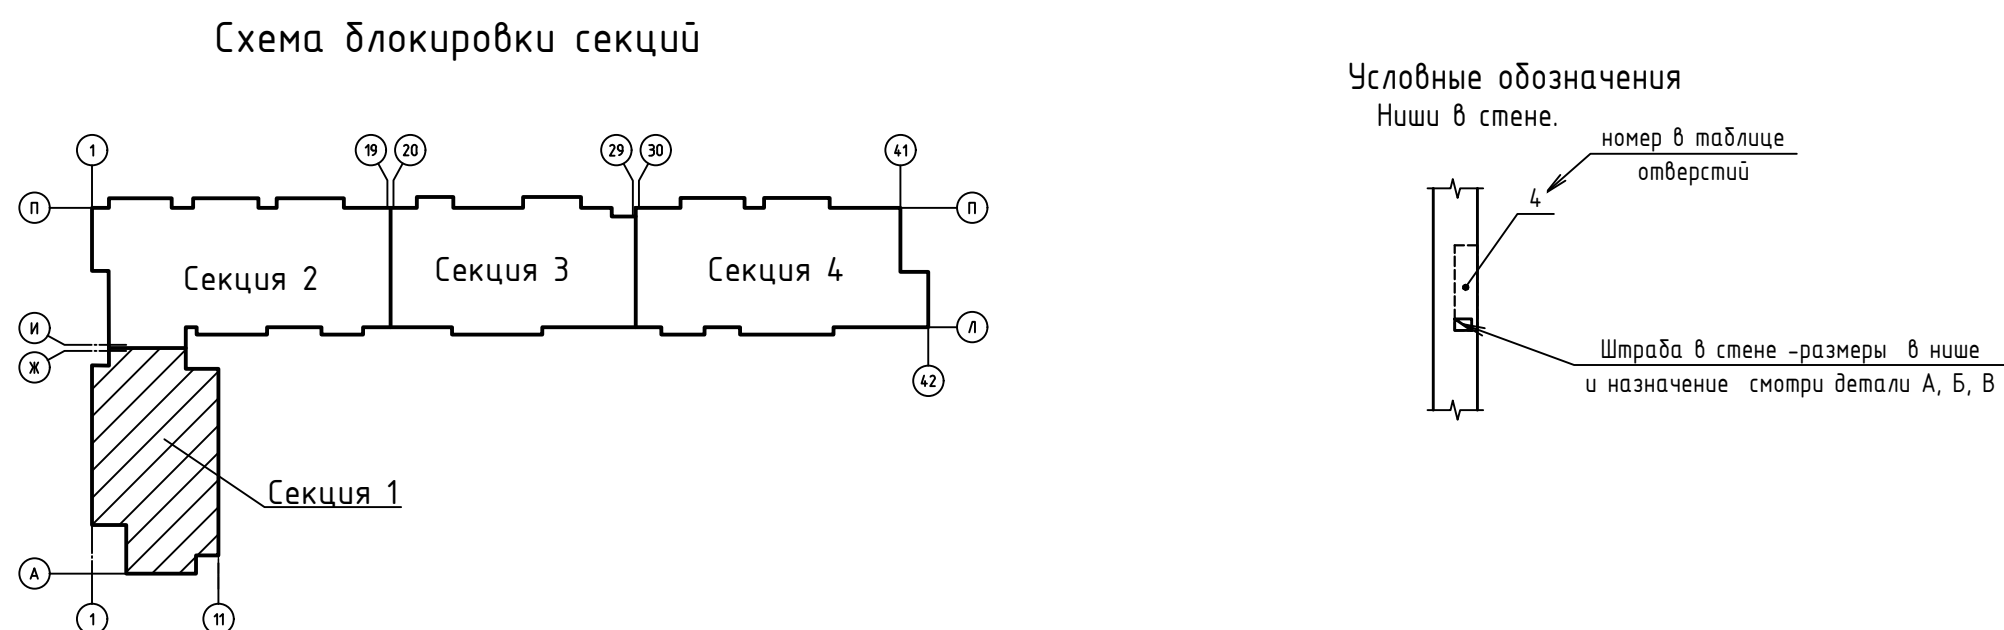 Схема блокировки секций
Условные обозначения
Ниши в стене.
номер в таблице
отверстий
4
1
19
20
29
30
41
П
П
Секция 2
Секция 3
Секция 4
И
Л
Ж
42
Штраба в стене -размеры в нише
и назначение смотри детали А, Б, В
Секция 1
А
1
11